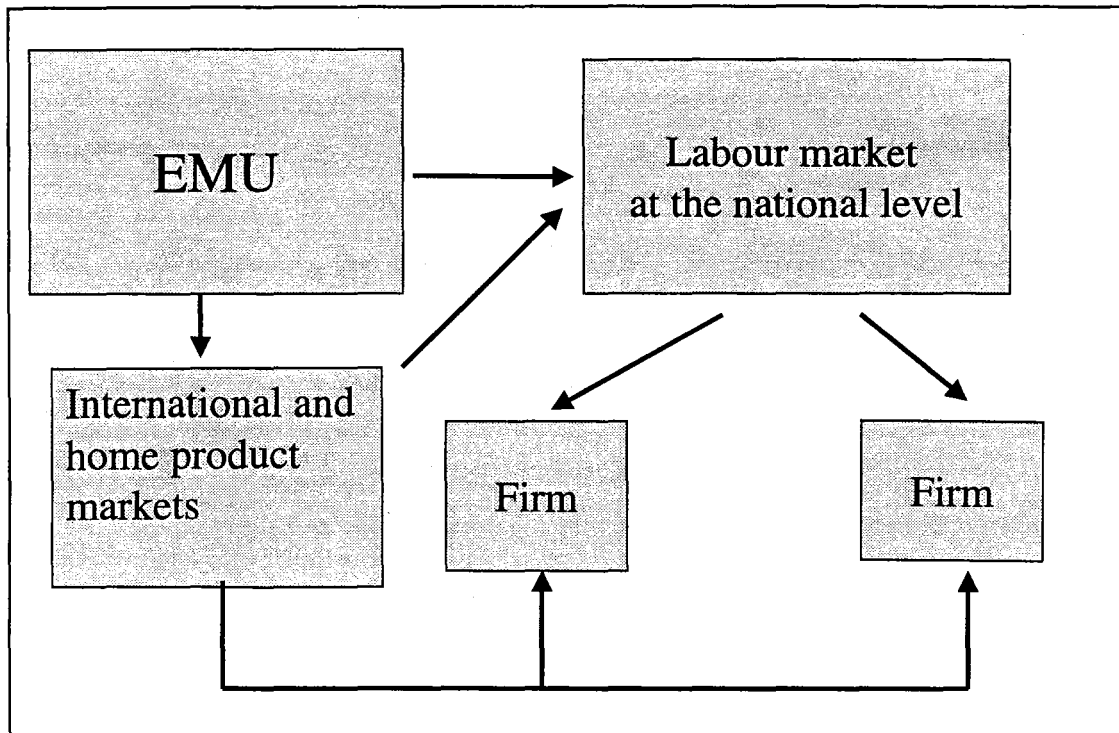 EMU
Labour market
at the national level
International and
home product
markets
Firm
Firm